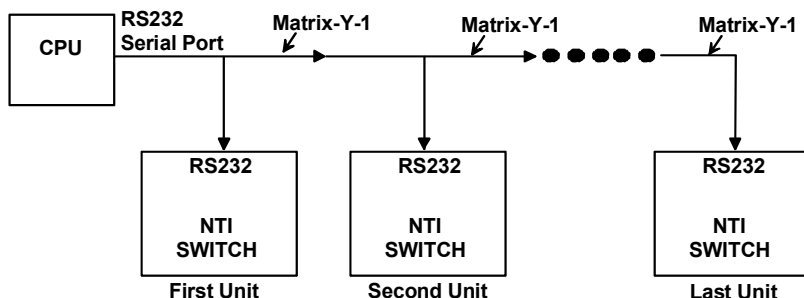 CPU
RS232
Serial Port
Matrix-Y-1
Matrix-Y-1
Matrix-Y-1
RS232
NTI
SWITCH
First Unit
RS232
NTI
SWITCH
Second Unit
RS232
NTI
SWITCH
Last Unit